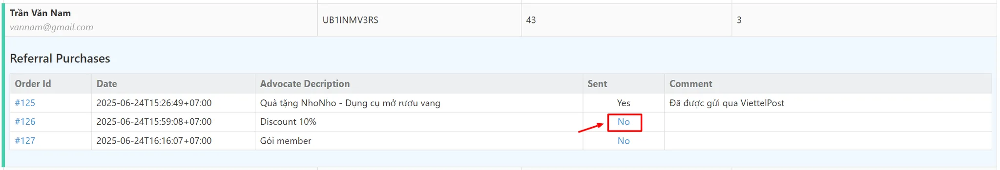 Trần Văn Nam
vannam@gmail.com
UB1INMV3RS
43
3
Referral Purchases
Order Id Date Advocate Decription Sent Comment
#125 2025-06-24T15:26:49+07:00 Quà tặng NhoNho - Dụng cụ mở rượu vang Yes Đã được gửi qua ViettelPost
#126 2025-06-24T15:59:08+07:00 Discount 10% No
#127 2025-06-24T16:16:07+07:00 Gói member No